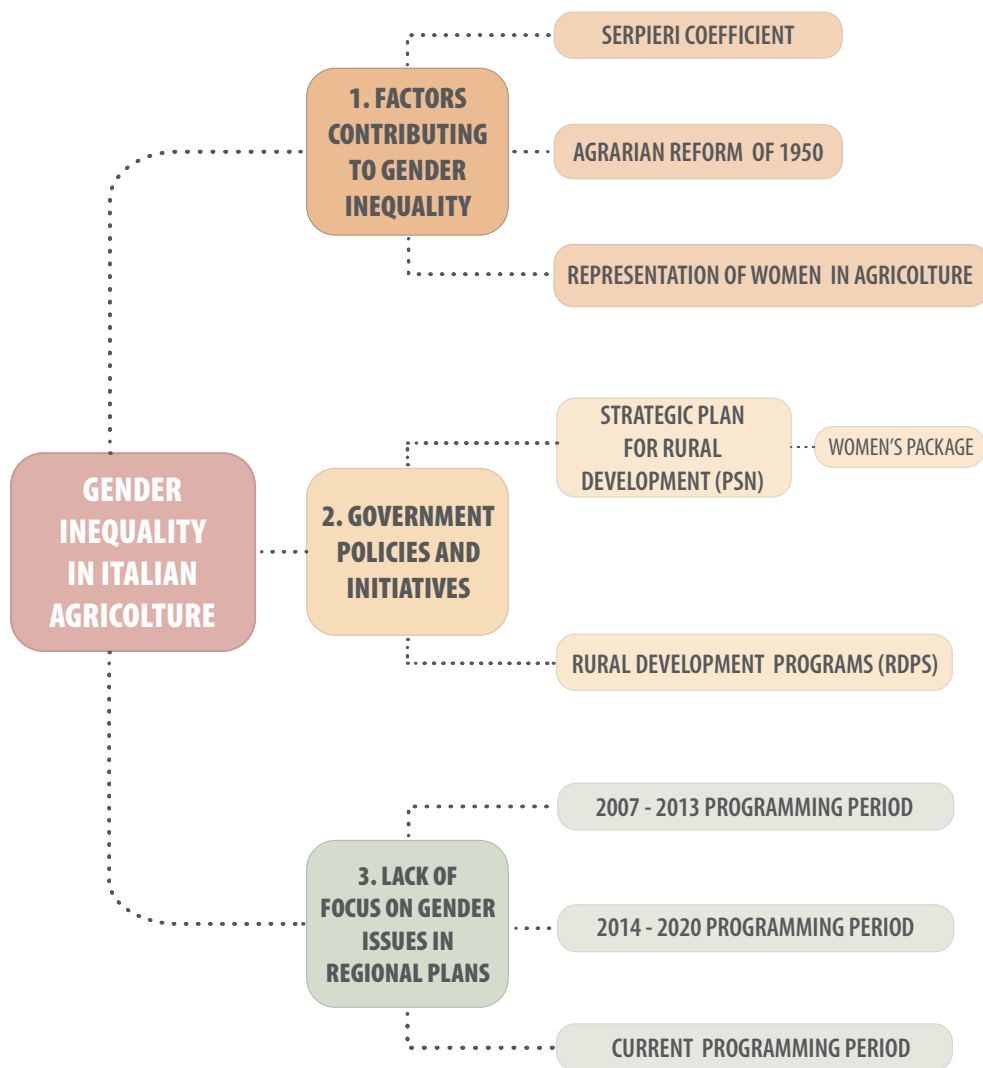 GENDER
INEQUALITY
IN ITALIAN
AGRICOLTURE
1. FACTORS
CONTRIBUTING
TO GENDER
INEQUALITY
SERPIERI COEFFICIENT
AGRARIAN REFORM OF 1950
REPRESENTATION OF WOMEN IN AGRICULTURE
2. GOVERNMENT
POLICIES AND
INITIATIVES
STRATEGIC PLAN
FOR RURAL
DEVELOPMENT (PSN)
WOMEN'S PACKAGE
RURAL DEVELOPMENT PROGRAMS (RDPS)
3. LACK OF
FOCUS ON GENDER
ISSUES IN
REGIONAL PLANS
2007 - 2013 PROGRAMMING PERIOD
2014 - 2020 PROGRAMMING PERIOD
CURRENT PROGRAMMING PERIOD